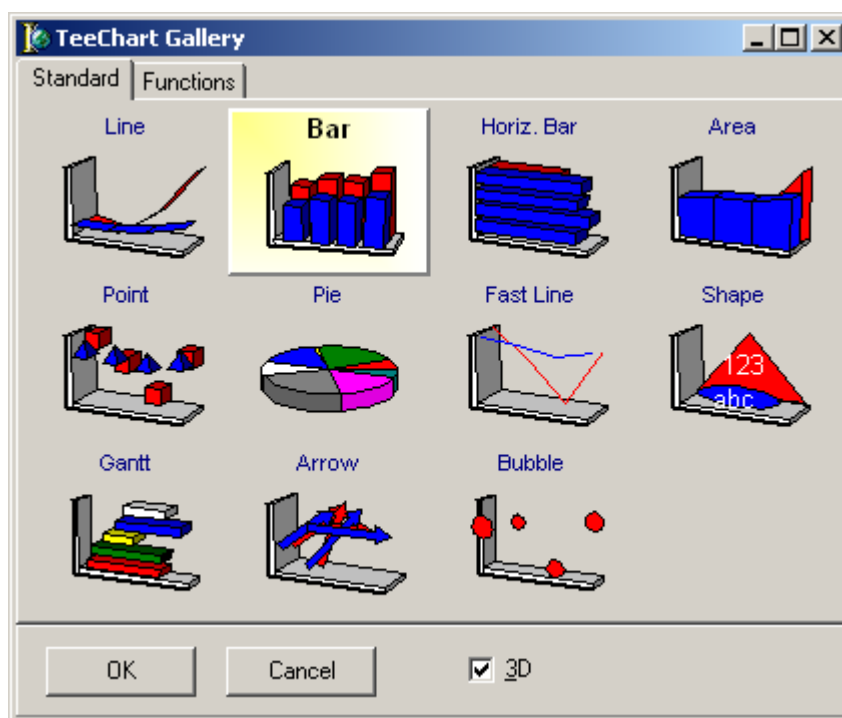 TeeChart Gallery
Standard Functions
Line Bar Horiz. Bar Area
Point Pie Fast Line Shape
123
abc
Gantt Arrow Bubble
OK Cancel 3D